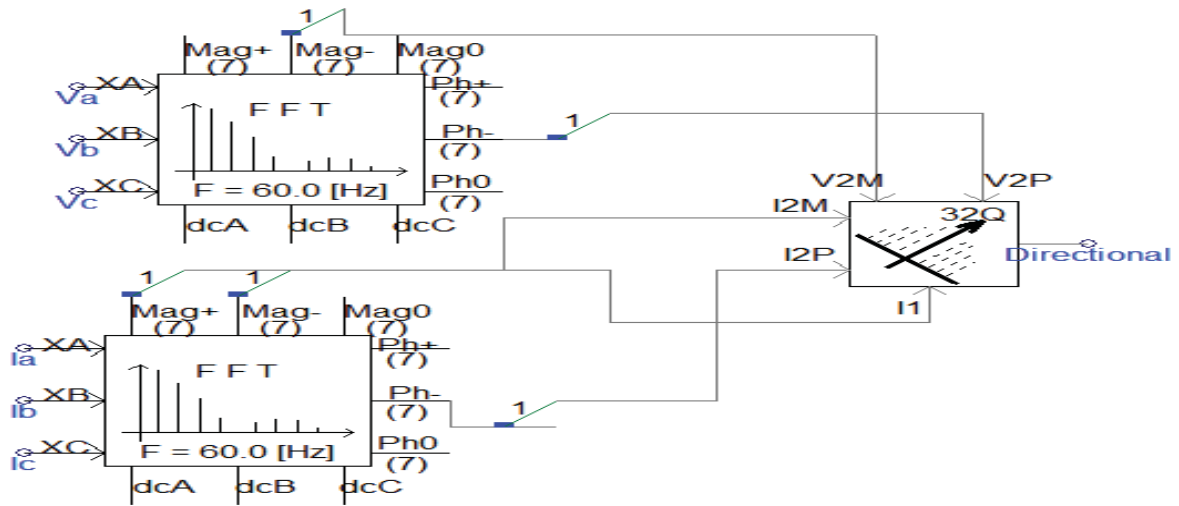 1
Mag+ Mag- Mag0
(7) (7) (7)
Va XA Ph+
(7)
F F T
1
Vb XB Ph-
(7)
Vc XC F = 60.0 [Hz] Ph0
(7)
dcA dcB dcC
V2M V2P
I2M 32Q
I2P Directional
I1
1 1
Mag+ Mag- Mag0
(7) (7) (7)
Ia XA Ph+
(7)
F F T
Ib XB Ph-
(7) 1
Ic XC F = 60.0 [Hz] Ph0
(7)
dcA dcB dcC